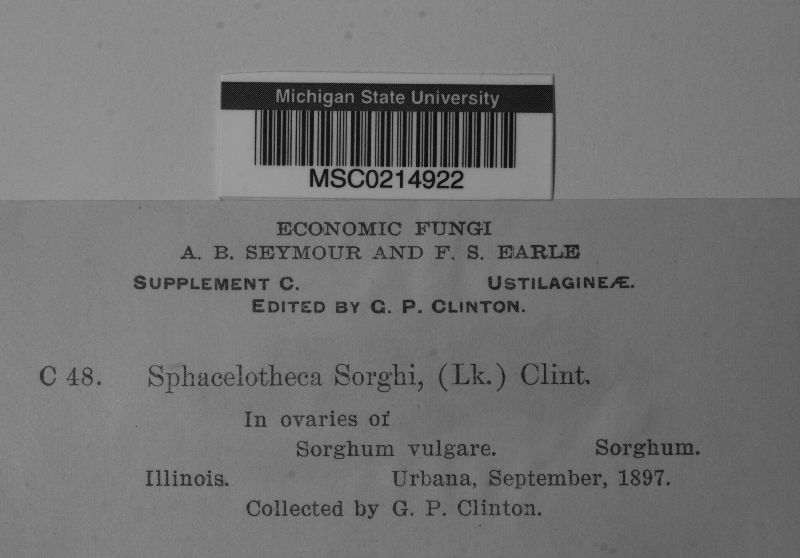 Michigan State University
MSC0214922
ECONOMIC FUNGI
A. B. SEYMOUR AND F. S. EARLE
SUPPLEMENT C. USTILAGINEÆ.
EDITED BY G. P. CLINTON.
C 48. Sphacelotheca Sorghi, (Lk.) Clint.
In ovaries of
Sorghum vulgare. Sorghum.
Illinois. Urbana, September, 1897.
Collected by G. P. Clinton.